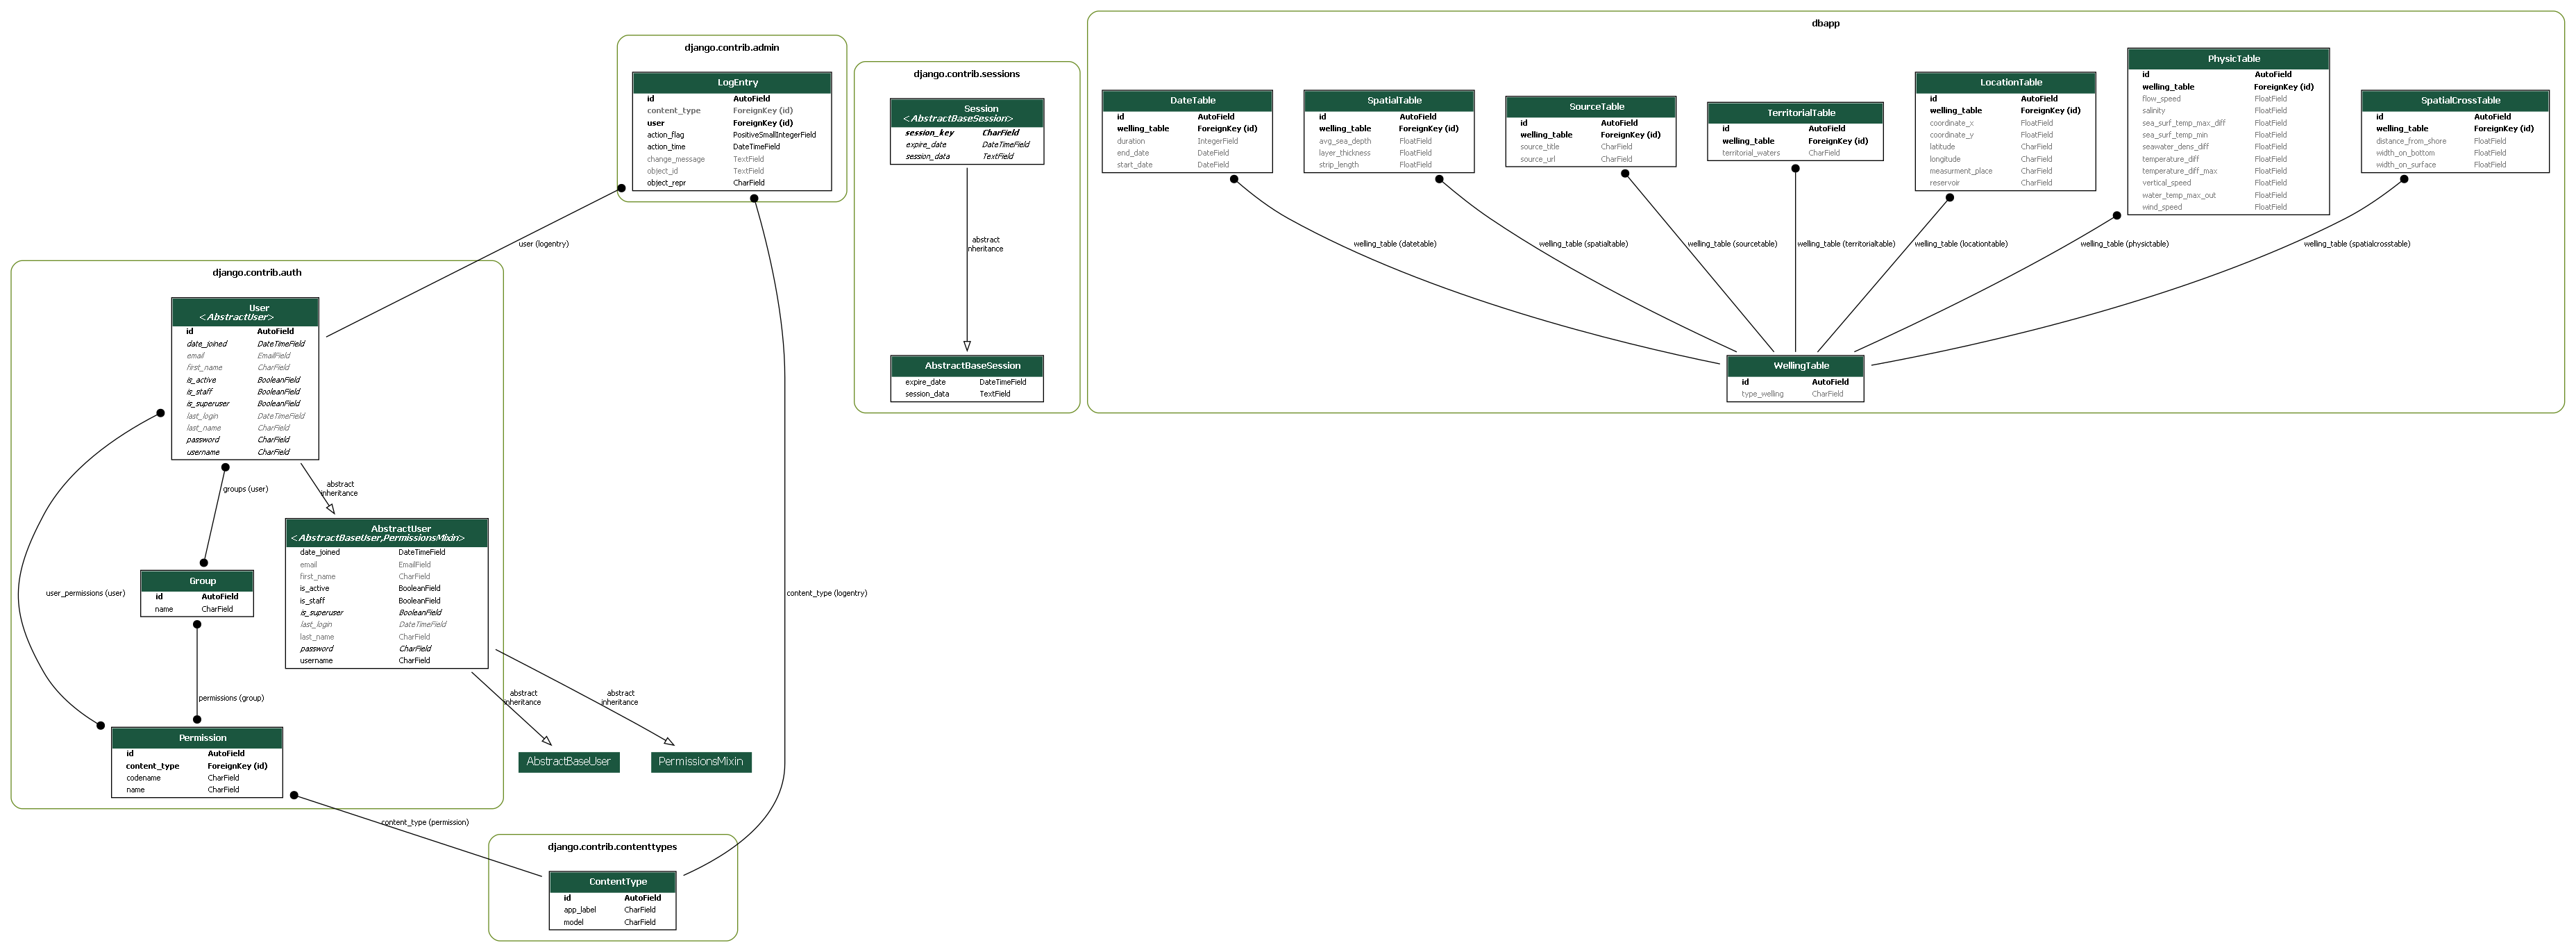 django.contrib.admin
LogEntry
id AutoField
content_type ForeignKey (id)
user ForeignKey (id)
action_flag PositiveSmallIntegerField
action_time DateTimeField
change_message TextField
object_id TextField
object_repr CharField
user (logentry)
content_type (logentry)
django.contrib.sessions
Session
<AbstractBaseSession>
session_key CharField
expire_date DateTimeField
session_data TextField
abstract
inheritance
AbstractBaseSession
expire_date DateTimeField
session_data TextField
dbapp
DateTable
id AutoField
welling_table ForeignKey (id)
duration IntegerField
end_date DateField
start_date DateField
SpatialTable
id AutoField
welling_table ForeignKey (id)
avg_sea_depth FloatField
layer_thickness FloatField
strip_length FloatField
SourceTable
id AutoField
welling_table ForeignKey (id)
source_title CharField
source_url CharField
TerritorialTable
id AutoField
welling_table ForeignKey (id)
territorial_waters CharField
LocationTable
id AutoField
welling_table ForeignKey (id)
coordinate_x FloatField
coordinate_y FloatField
latitude CharField
longitude CharField
measurment_place CharField
reservoir CharField
PhysicTable
id AutoField
welling_table ForeignKey (id)
flow_speed FloatField
salinity FloatField
sea_surf_temp_max_diff FloatField
sea_surf_temp_min FloatField
seawater_dens_diff FloatField
temperature_diff FloatField
temperature_diff_max FloatField
vertical_speed FloatField
water_temp_max_out FloatField
wind_speed FloatField
SpatialCrossTable
id AutoField
welling_table ForeignKey (id)
distance_from_shore FloatField
width_on_bottom FloatField
width_on_surface FloatField
welling_table (datetable)
welling_table (spatialtable)
welling_table (sourcetable)
welling_table (territorialtable)
welling_table (locationtable)
welling_table (physictable)
welling_table (spatialcrosstable)
WellingTable
id AutoField
type_welling CharField
django.contrib.auth
User
<AbstractUser>
id AutoField
date_joined DateTimeField
email EmailField
first_name CharField
is_active BooleanField
is_staff BooleanField
is_superuser BooleanField
last_login DateTimeField
last_name CharField
password CharField
username CharField
groups (user)
abstract
inheritance
AbstractUser
<AbstractBaseUser,PermissionsMixin>
date_joined DateTimeField
email EmailField
first_name CharField
is_active BooleanField
is_staff BooleanField
is_superuser BooleanField
last_login DateTimeField
last_name CharField
password CharField
username CharField
Group
id AutoField
name CharField
user_permissions (user)
permissions (group)
abstract
inheritance
abstract
inheritance
Permission
id AutoField
content_type ForeignKey (id)
codename CharField
name CharField
AbstractBaseUser
PermissionsMixin
content_type (permission)
django.contrib.contenttypes
ContentType
id AutoField
app_label CharField
model CharField